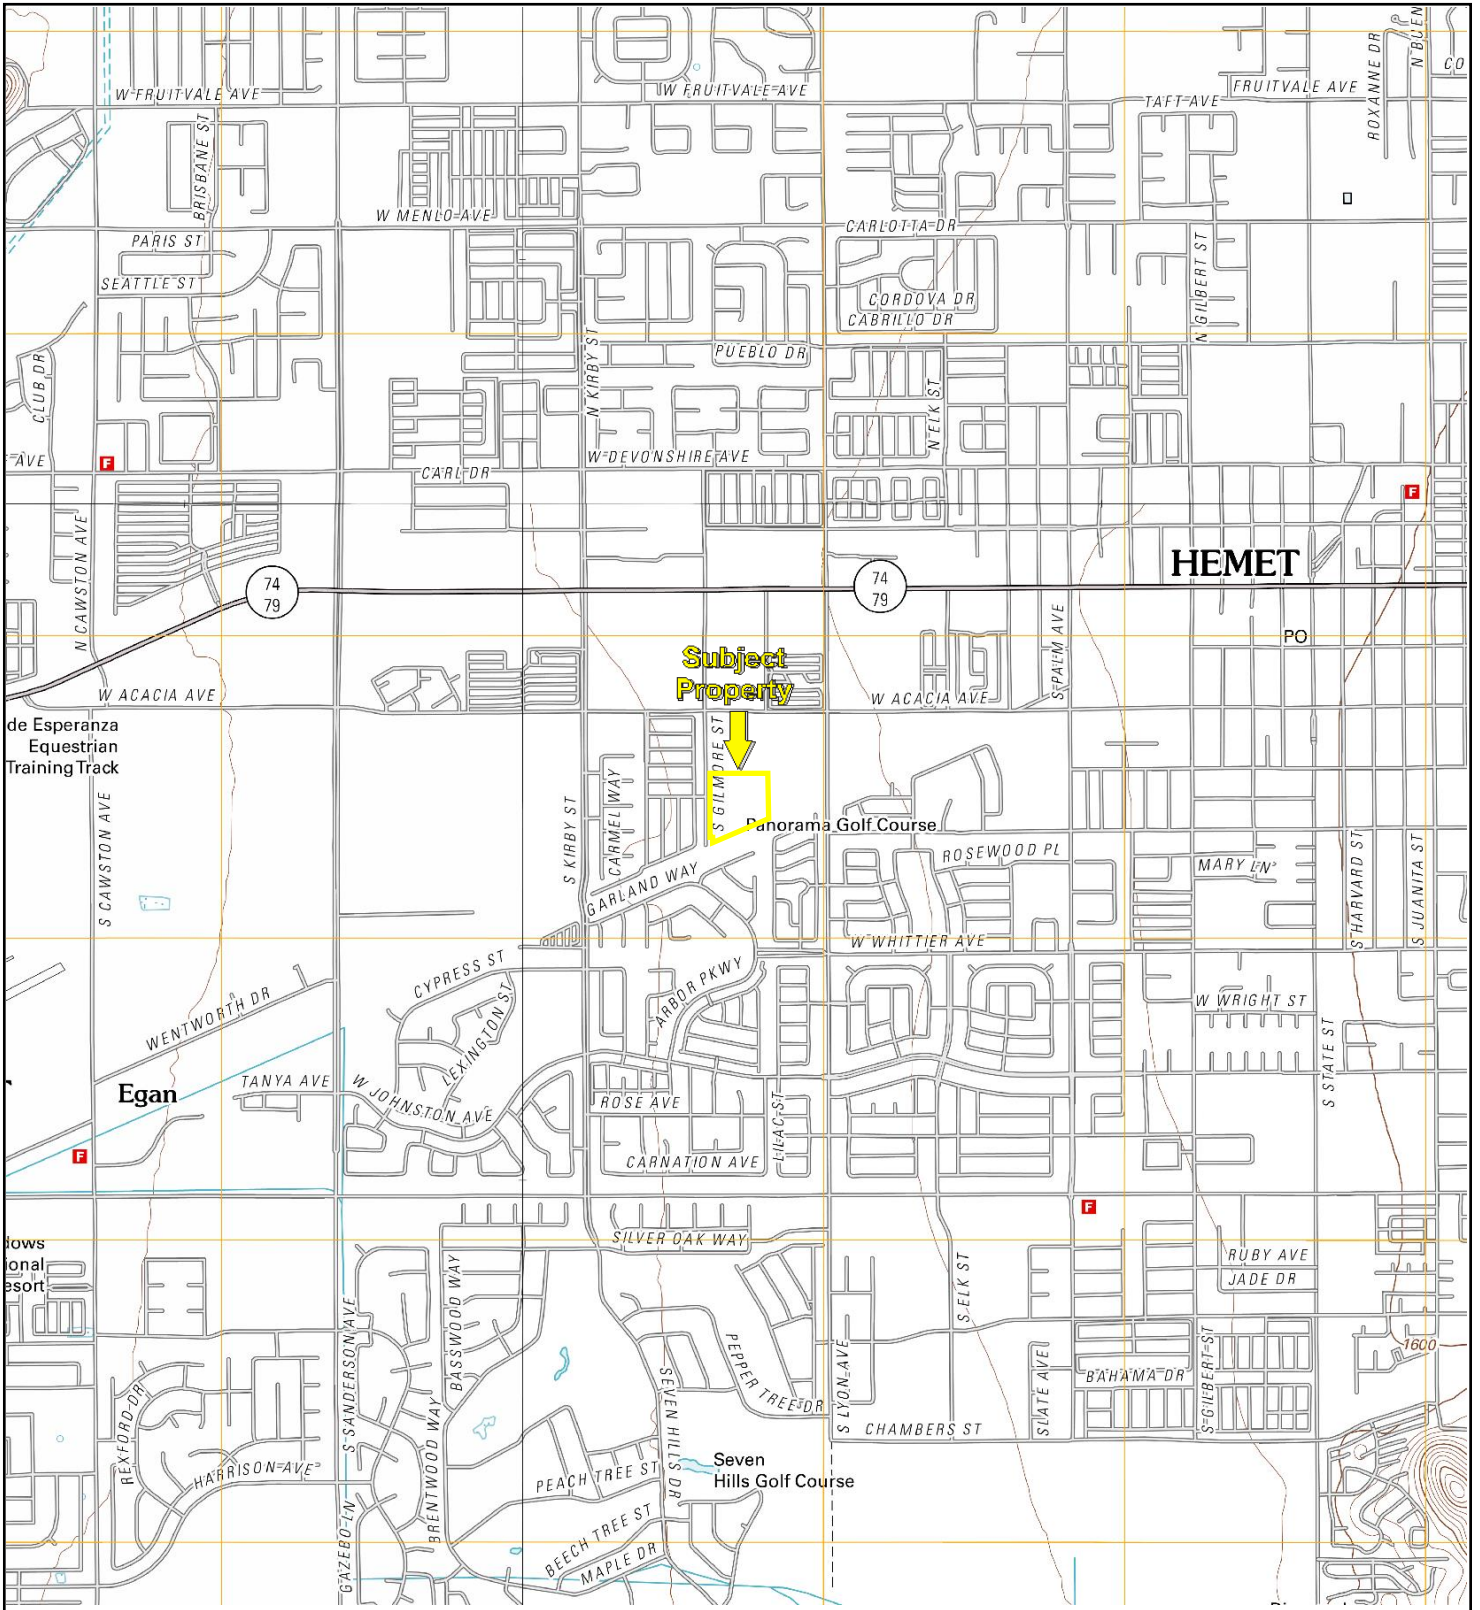 W FRUITVALE AVE
W FRUITVALE AVE
TAFT AVE
FRUITVALE AVE
ROXANNE DR
N BUEN
CO
BRISBANE ST
W MENLO AVE
CARLOTTA DR
PARIS ST
SEATTLE ST
CORDOVA DR
CABRILLO DR
N GILBERT ST
CLUB DR
N KIRBY ST
PUEBLO DR
N ELK ST
AVE
F
CARL DR
W DEVONSHIRE AVE
F
N CAWSTON AVE
HEMET
74
79
74
79
PO
S PALM AVE
Subject
Property
W ACACIA AVE
W ACACIA AVE
de Esperanza
Equestrian
Training Track
S GILMORE ST
S CAWSTON AVE
S KIRBY ST
CARMEL WAY
Panorama Golf Course
GARLAND WAY
ROSEWOOD PL
MARY LN
S HARVARD ST
S JUANITA ST
W WHITTIER AVE
CYPRESS ST
WENTWORTH DR
LEXINGTON ST
ARBOR PKWY
W WRIGHT ST
S STATE ST
Egan
TANYA AVE
W JOHNSTON AVE
ROSE AVE
LILAC ST
F
CARNATION AVE
F
dows
ional
esort
SILVER OAK WAY
RUBY AVE
JADE DR
S ELK ST
S SANDERSON AVE
BASSWOOD WAY
PEPPER TREE DR
S LYON AVE
SLATE AVE
BAHAMA DR
S GILBERT ST
1600
REXFORD DR
SEVEN HILLS DR
CHAMBERS ST
HARRISON AVE
BRENTWOOD WAY
PEACH TREE ST
Seven
Hills Golf Course
GAZEBO LN
BEECH TREE ST
MAPLE DR